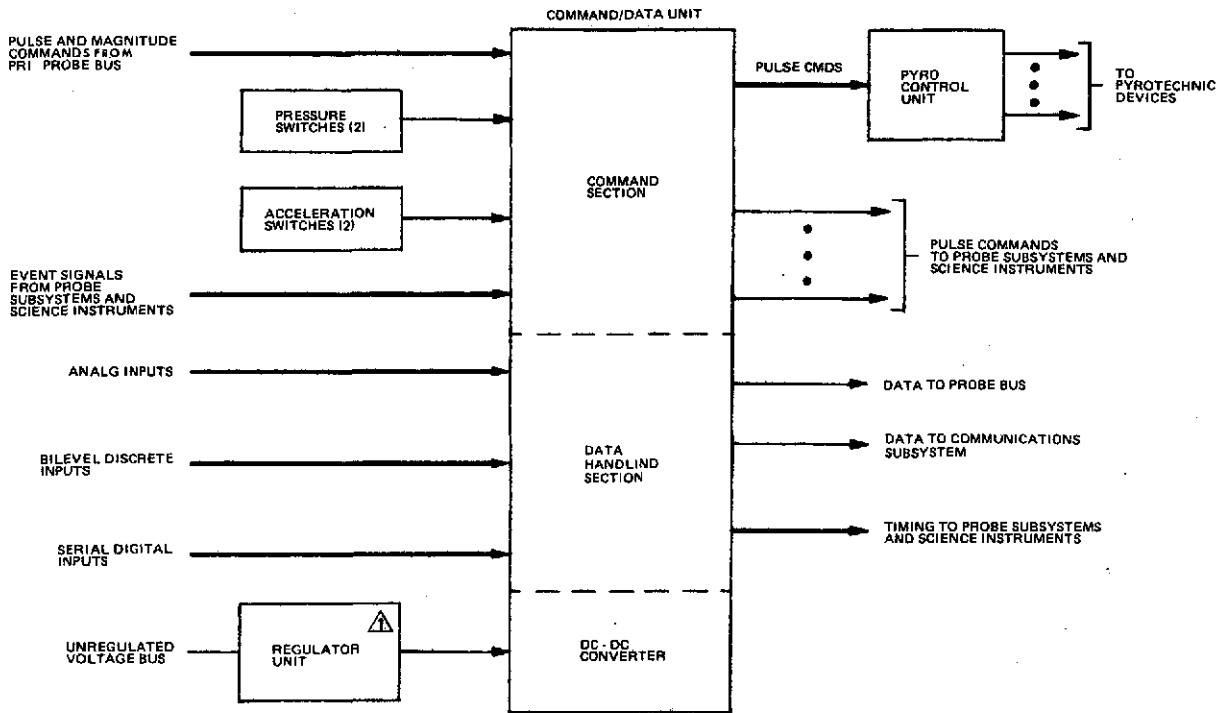 COMMAND/DATA UNIT
PULSE AND MAGNITUDE
COMMANDS FROM
PRI PROBE BUS
PRESSURE
SWITCHES (2)
ACCELERATION
SWITCHES (2)
EVENT SIGNALS
FROM PROBE
SUBSYSTEMS AND
SCIENCE INSTRUMENTS
ANALG INPUTS
BILEVEL DISCRETE
INPUTS
SERIAL DIGITAL
INPUTS
UNREGULATED
VOLTAGE BUS
REGULATOR
UNIT
1
COMMAND
SECTION
DATA
HANDLIND
SECTION
DC - DC
CONVERTER
PULSE CMDS
PYRO
CONTROL
UNIT
TO
PYROTECHNIC
DEVICES
PULSE COMMANDS
TO PROBE SUBSYSTEMS AND
SCIENCE INSTRUMENTS
DATA TO PROBE BUS
DATA TO COMMUNICATIONS
SUBSYSTEM
TIMING TO PROBE SUBSYSTEMS
AND SCIENCE INSTRUMENTS